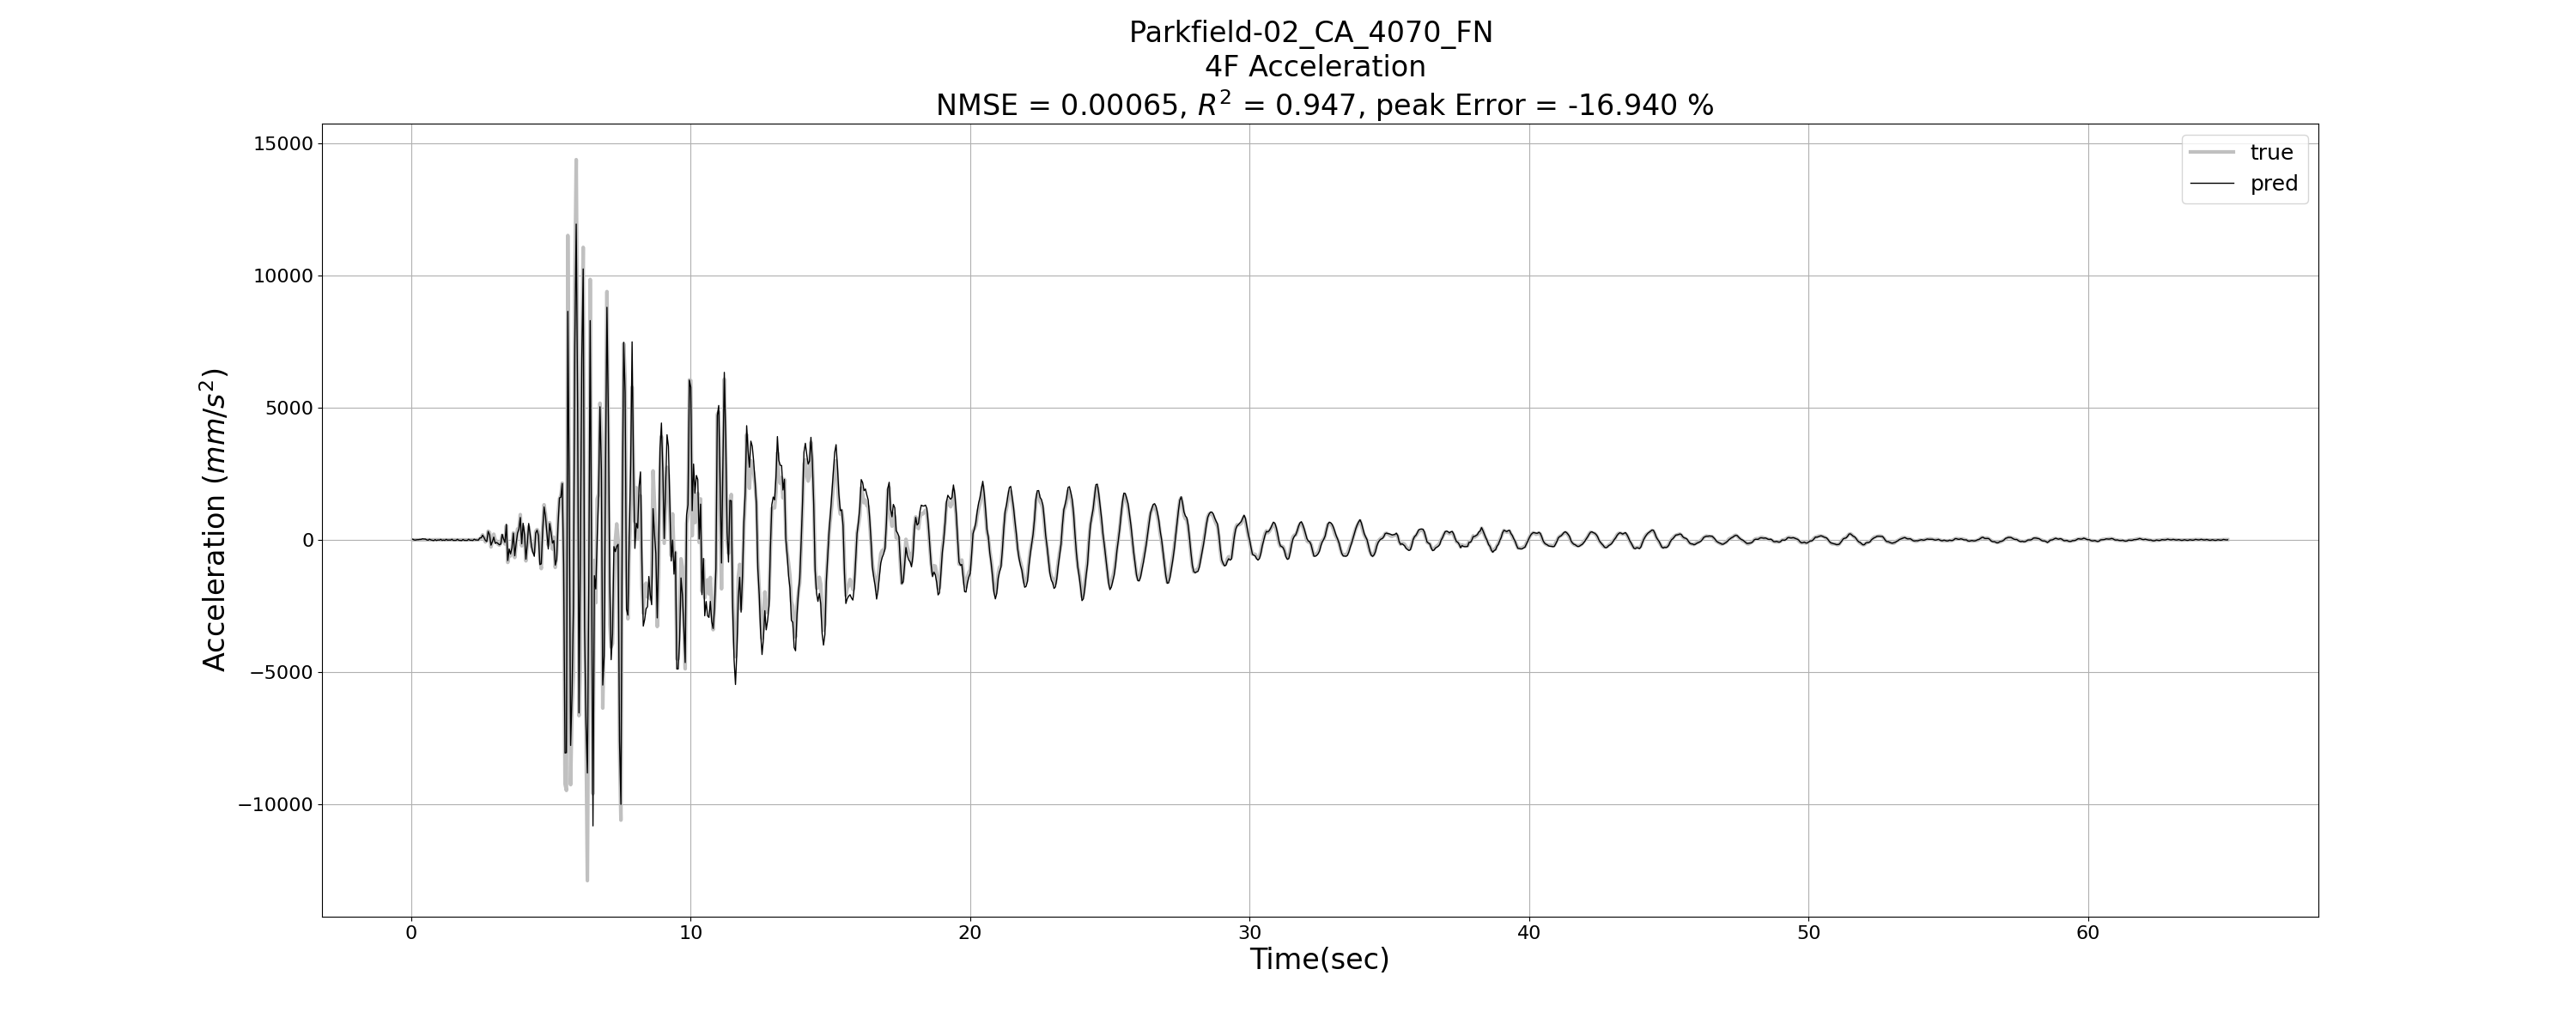 Parkfield-02_CA_4070_FN
4F Acceleration
NMSE = 0.00065, R² = 0.947, peak Error = -16.940 %
true
pred
15000
10000
5000
0
−5000
−10000
Acceleration (mm/s²)
0 10 20 30 40 50 60
Time(sec)